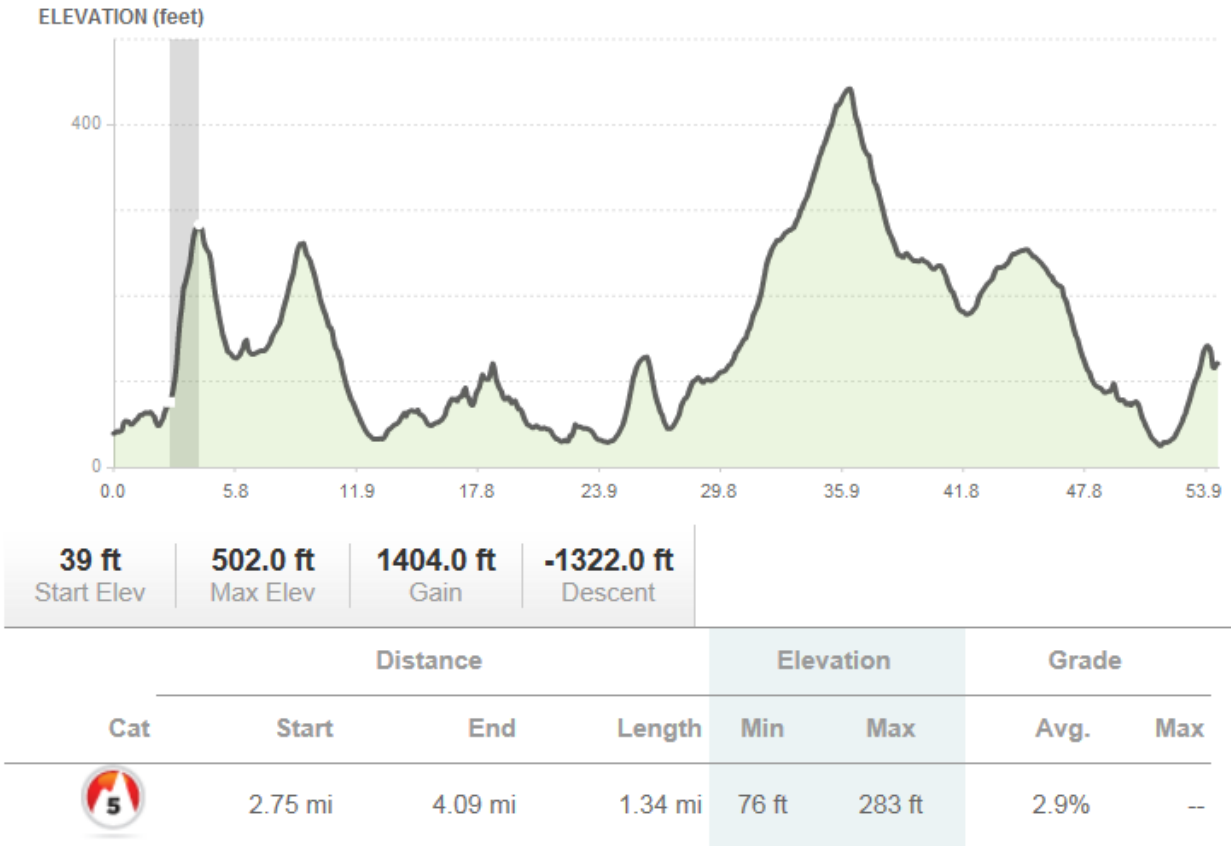 ELEVATION (feet)
400
0
0.0 5.8 11.9 17.8 23.9 29.8 35.9 41.8 47.8 53.9
39 ft 502.0 ft 1404.0 ft -1322.0 ft
Start Elev Max Elev Gain Descent
Distance Elevation Grade
Cat Start End Length Min Max Avg. Max
5 2.75 mi 4.09 mi 1.34 mi 76 ft 283 ft 2.9% --